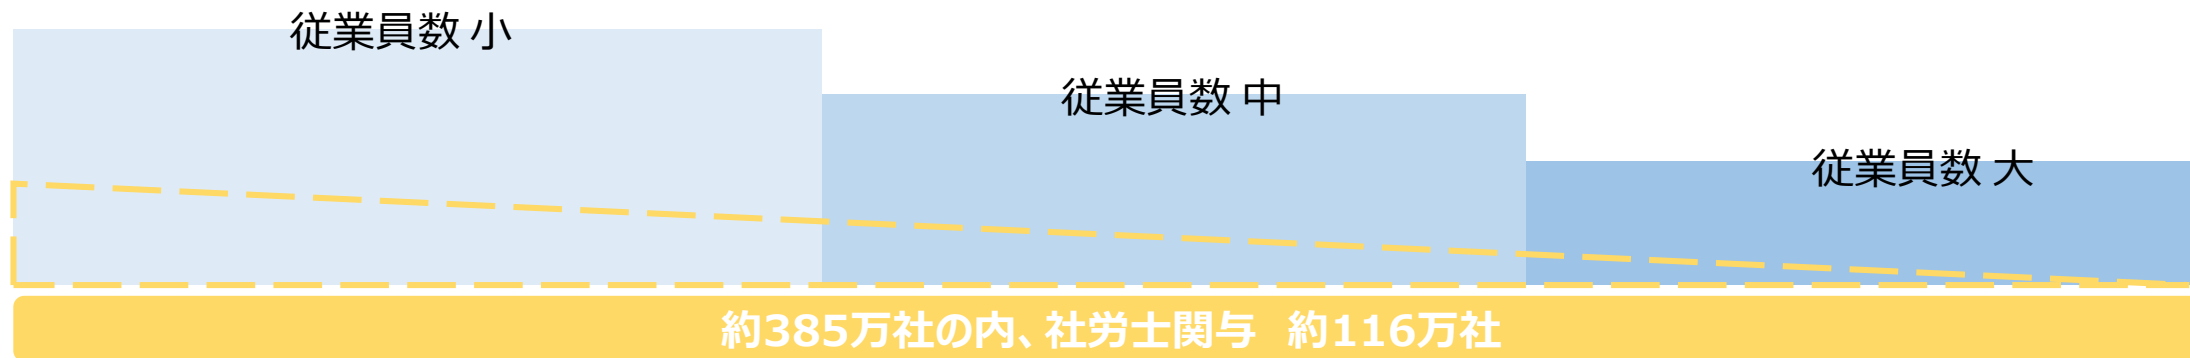 従業員数 小
従業員数 中
従業員数 大
約385万社の内、社労士関与　約116万社